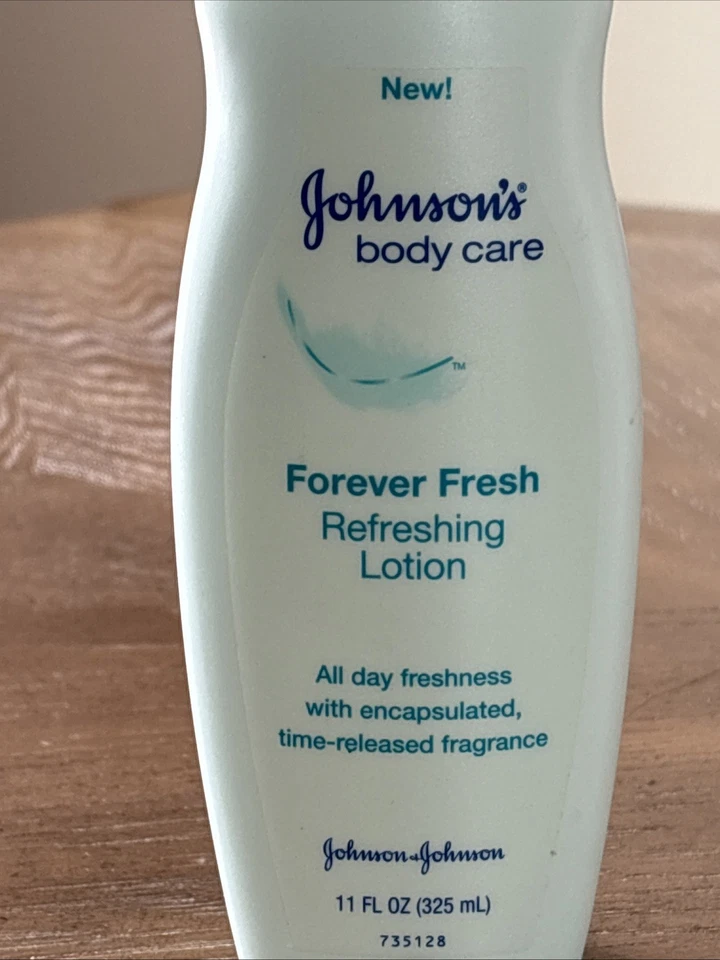 New!
Johnson's®
body care
TM
Forever Fresh
Refreshing
Lotion
All day freshness
with encapsulated,
time-released fragrance
Johnson & Johnson
11 FL OZ (325 mL)
735128